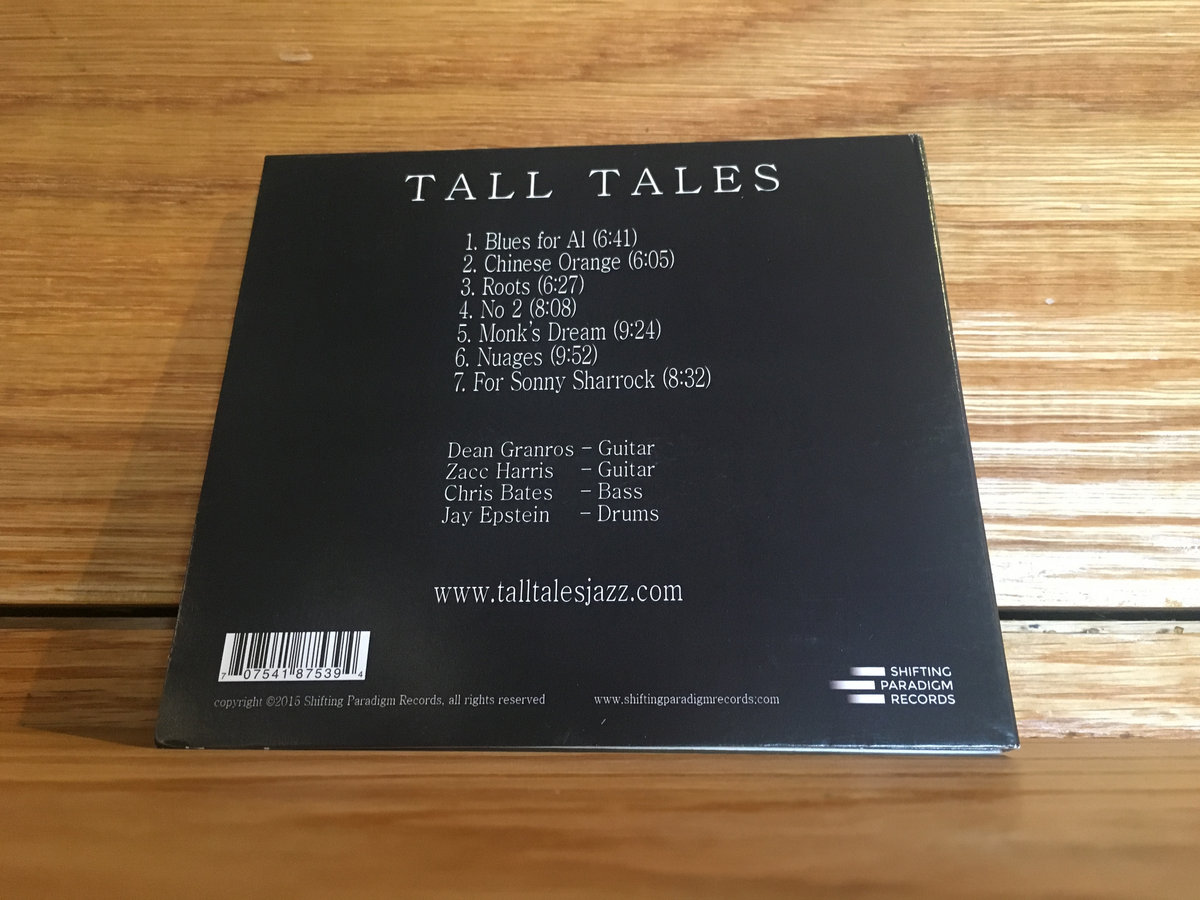 TALL TALES
1. Blues for Al (6:41)
2. Chinese Orange (6:05)
3. Roots (6:27)
4. No 2 (8:08)
5. Monk's Dream (9:24)
6. Nuages (9:52)
7. For Sonny Sharrock (8:32)
Dean Granros – Guitar
Zacc Harris – Guitar
Chris Bates – Bass
Jay Epstein – Drums
www.talltalesjazz.com
7 07541 87539 4
copyright ©2015 Shifting Paradigm Records, all rights reserved
www.shiftingparadigmrecords.com
SHIFTING
PARADIGM
RECORDS